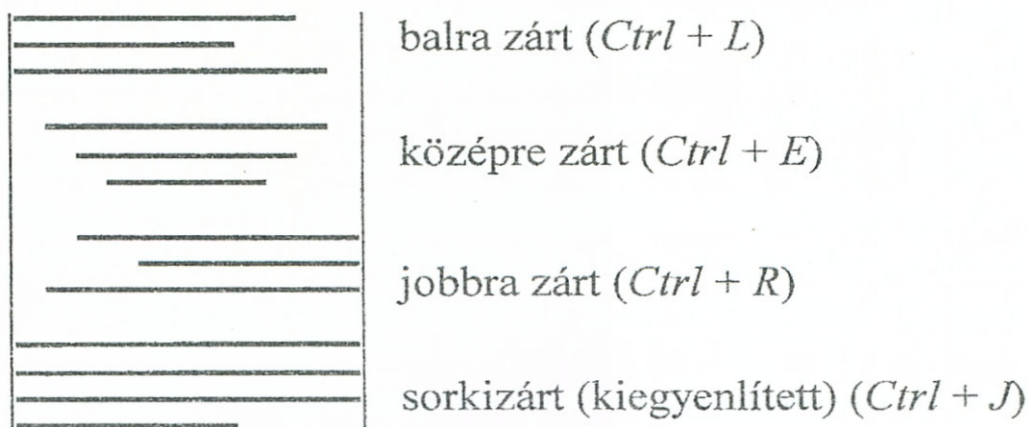 balra zárt (Ctrl + L)
középre zárt (Ctrl + E)
jobbra zárt (Ctrl + R)
sorkizárt (kiegyenlített) (Ctrl + J)